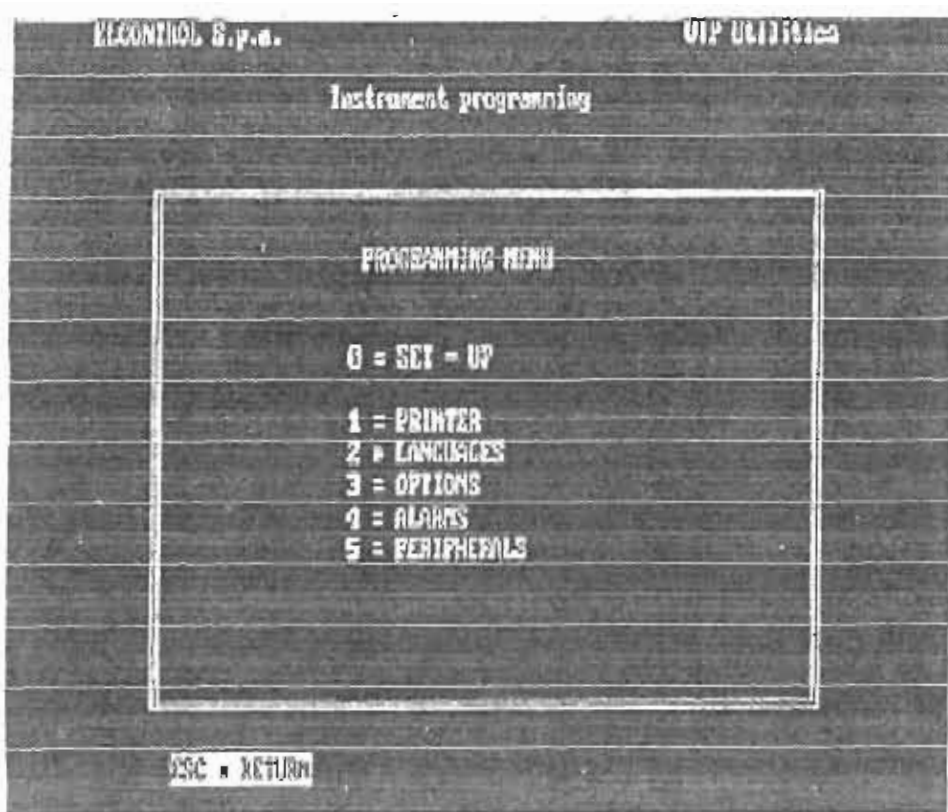 ELCONTROL S.p.a. VIP Utilities
Instrument programming
PROGRAMMING MENU
0 = SET - UP
1 = PRINTER
2 = LANGUAGES
3 = OPTIONS
4 = ALARMS
5 = PERIPHERALS
ESC = RETURN